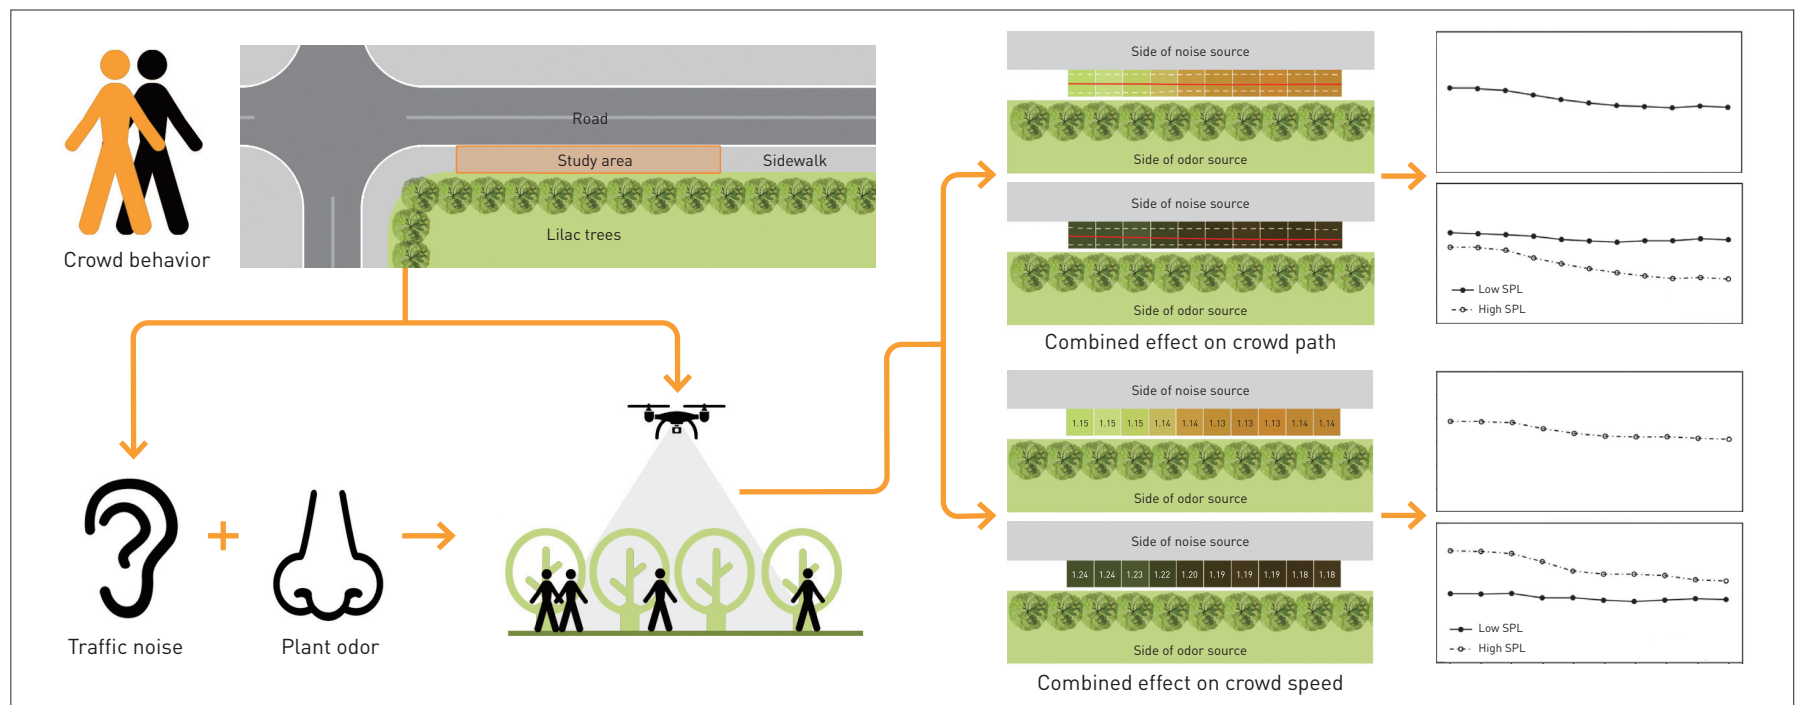 Crowd behavior
Road
Study area
Sidewalk
Lilac trees
Traffic noise
Plant odor
Side of noise source
Side of odor source
Side of noise source
Side of odor source
Combined effect on crowd path
Low SPL
High SPL
Side of noise source
1.15 1.15 1.15 1.14 1.14 1.13 1.13 1.13 1.14 1.14
Side of odor source
Side of noise source
1.24 1.24 1.23 1.22 1.20 1.19 1.19 1.19 1.18 1.18
Side of odor source
Combined effect on crowd speed
Low SPL
High SPL